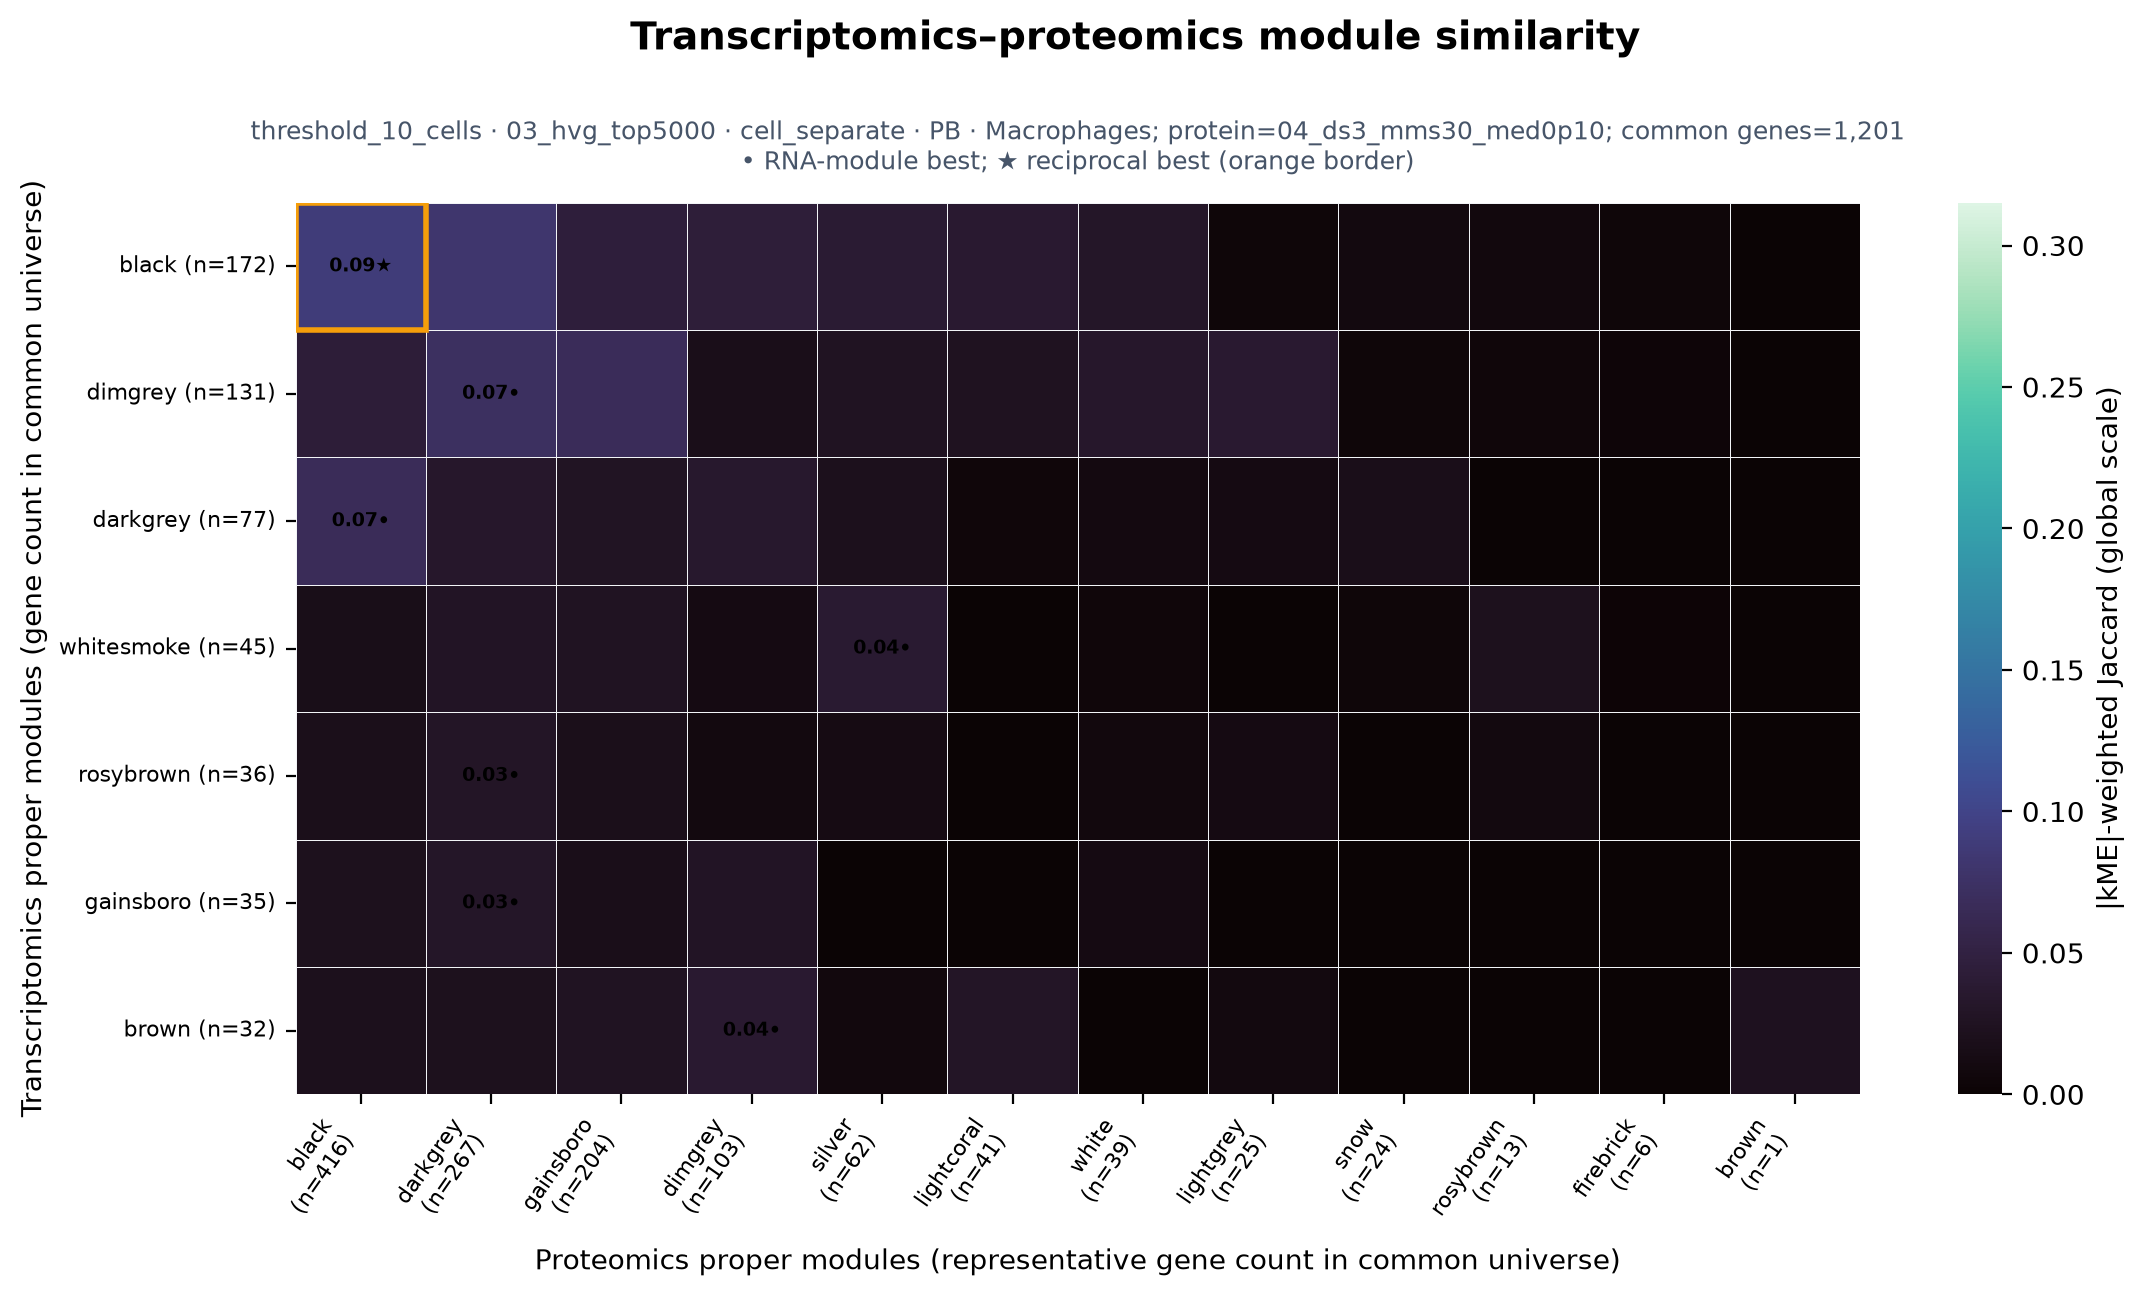 Transcriptomics–proteomics module similarity
threshold_10_cells · 03_hvg_top5000 · cell_separate · PB · Macrophages; protein=04_ds3_mms30_med0p10; common genes=1,201
• RNA-module best; ★ reciprocal best (orange border)
Transcriptomics proper modules (gene count in common universe)
black (n=172)
0.09★
dimgrey (n=131)
0.07•
darkgrey (n=77)
0.07•
whitesmoke (n=45)
0.04•
rosybrown (n=36)
0.03•
gainsboro (n=35)
0.03•
brown (n=32)
0.04•
black
(n=416)
darkgrey
(n=267)
gainsboro
(n=204)
dimgrey
(n=103)
silver
(n=62)
lightcoral
(n=41)
white
(n=39)
lightgrey
(n=25)
snow
(n=24)
rosybrown
(n=13)
firebrick
(n=6)
brown
(n=1)
Proteomics proper modules (representative gene count in common universe)
0.30
0.25
0.20
0.15
0.10
0.05
0.00
|kME|-weighted Jaccard (global scale)